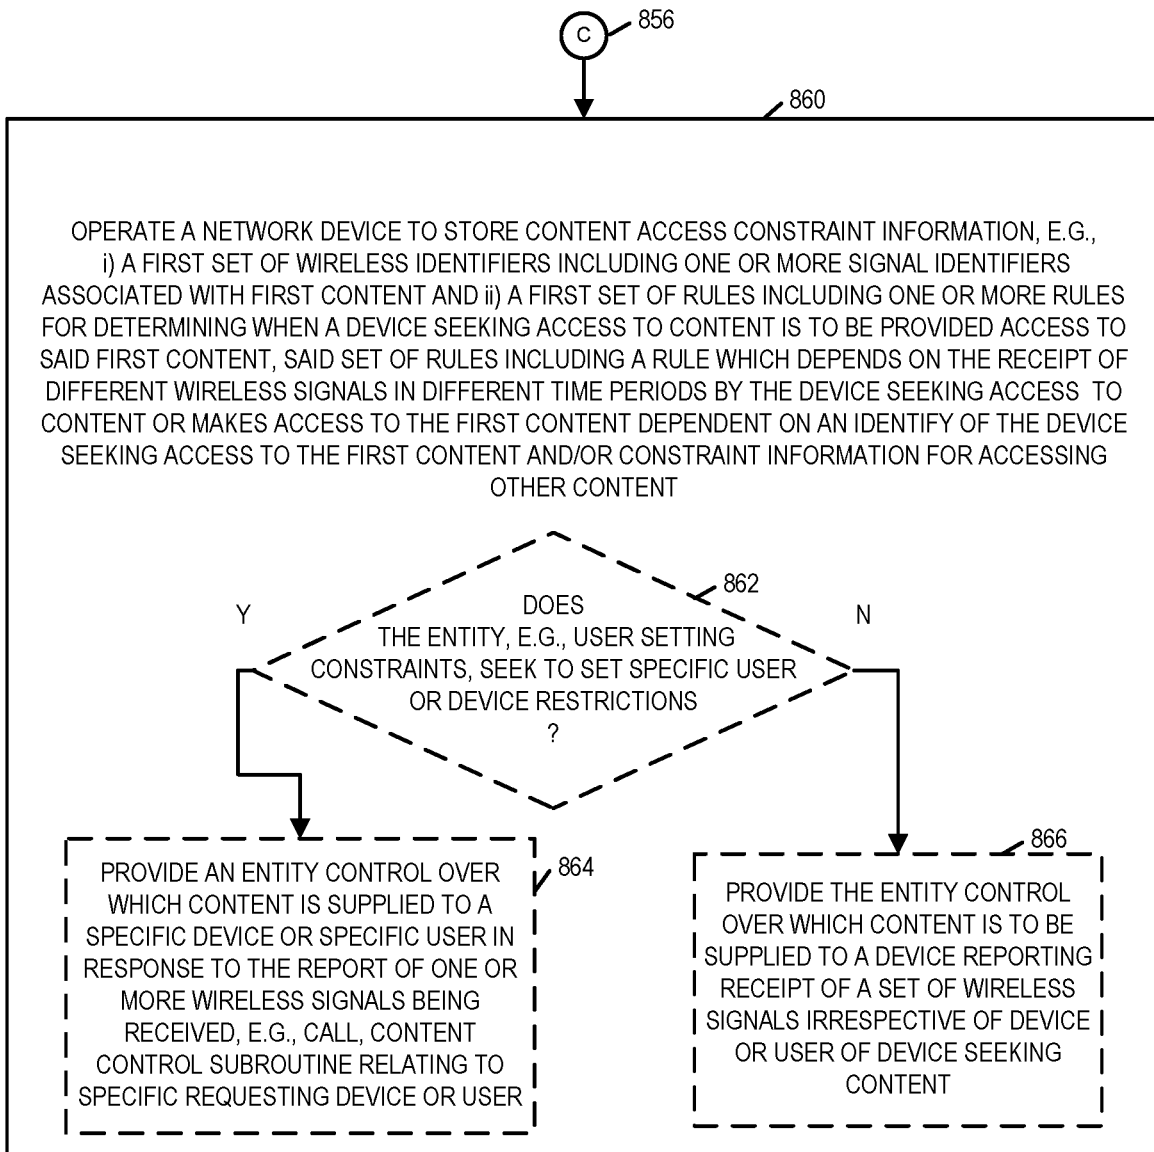 C
856
860
OPERATE A NETWORK DEVICE TO STORE CONTENT ACCESS CONSTRAINT INFORMATION, E.G.,
i) A FIRST SET OF WIRELESS IDENTIFIERS INCLUDING ONE OR MORE SIGNAL IDENTIFIERS
ASSOCIATED WITH FIRST CONTENT AND ii) A FIRST SET OF RULES INCLUDING ONE OR MORE RULES
FOR DETERMINING WHEN A DEVICE SEEKING ACCESS TO CONTENT IS TO BE PROVIDED ACCESS TO
SAID FIRST CONTENT, SAID SET OF RULES INCLUDING A RULE WHICH DEPENDS ON THE RECEIPT OF
DIFFERENT WIRELESS SIGNALS IN DIFFERENT TIME PERIODS BY THE DEVICE SEEKING ACCESS TO
CONTENT OR MAKES ACCESS TO THE FIRST CONTENT DEPENDENT ON AN IDENTIFY OF THE DEVICE
SEEKING ACCESS TO THE FIRST CONTENT AND/OR CONSTRAINT INFORMATION FOR ACCESSING
OTHER CONTENT
862
Y
N
DOES
THE ENTITY, E.G., USER SETTING
CONSTRAINTS, SEEK TO SET SPECIFIC USER
OR DEVICE RESTRICTIONS
?
864
PROVIDE AN ENTITY CONTROL OVER
WHICH CONTENT IS SUPPLIED TO A
SPECIFIC DEVICE OR SPECIFIC USER IN
RESPONSE TO THE REPORT OF ONE OR
MORE WIRELESS SIGNALS BEING
RECEIVED, E.G., CALL, CONTENT
CONTROL SUBROUTINE RELATING TO
SPECIFIC REQUESTING DEVICE OR USER
866
PROVIDE THE ENTITY CONTROL
OVER WHICH CONTENT IS TO BE
SUPPLIED TO A DEVICE REPORTING
RECEIPT OF A SET OF WIRELESS
SIGNALS IRRESPECTIVE OF DEVICE
OR USER OF DEVICE SEEKING
CONTENT